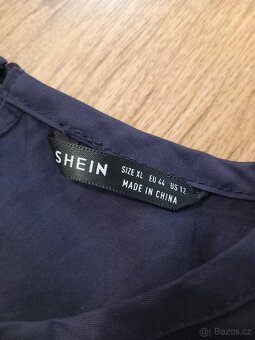 SHEIN
SIZE XL EU 44 US 12
MADE IN CHINA
Bazos.cz